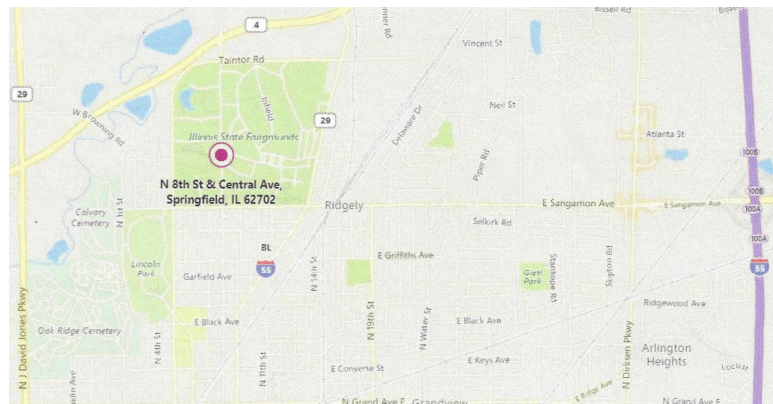 Bissell Rd
4
Vincent St
Taintor Rd
29
W Browning Rd
Infield
29
Neil St
Delaware Dr
Illinois State Fairgrounds
Atlanta St
100B
Piper Rd
N 8th St & Central Ave,
Springfield, IL 62702
100B
Ridgely
E Sangamon Ave
E Sangamon Ave
100A
N 1st St
Calvary
Cemetery
Selkirk Rd
100A
BL
55
E Griffiths Ave
Lincoln
Park
Garfield Ave
N 14th St
Gietl
Park
Stanhope Rd
Skipton Rd
55
N J David Jones Pkwy
Oak Ridge Cemetery
N 4th St
E Black Ave
N 19th St
N Water St
E Black Ave
Ridgewood Ave
N Dirksen Pkwy
Arlington
Heights
N 11th St
E Converse St
E Keys Ave
E Ridge Ave
N Grand Ave E
Grandview
N Grand Ave E